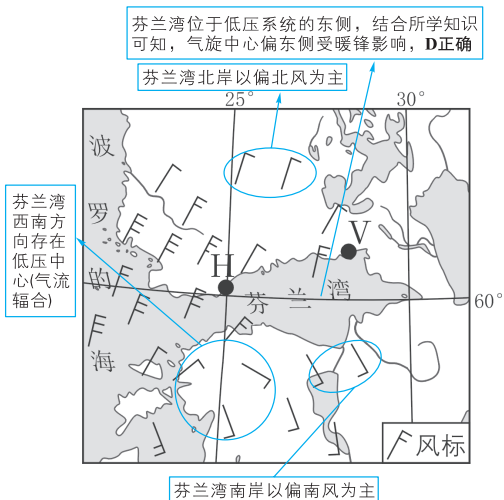 芬兰湾位于低压系统的东侧，结合所学知识
可知，气旋中心偏东侧受暖锋影响，D正确
芬兰湾北岸以偏北风为主
25°
30°
波
罗
的
海
芬兰湾
西南方
向存在
低压中
心(气流
辐合)
V
H
芬兰湾
60°
风标
芬兰湾南岸以偏南风为主